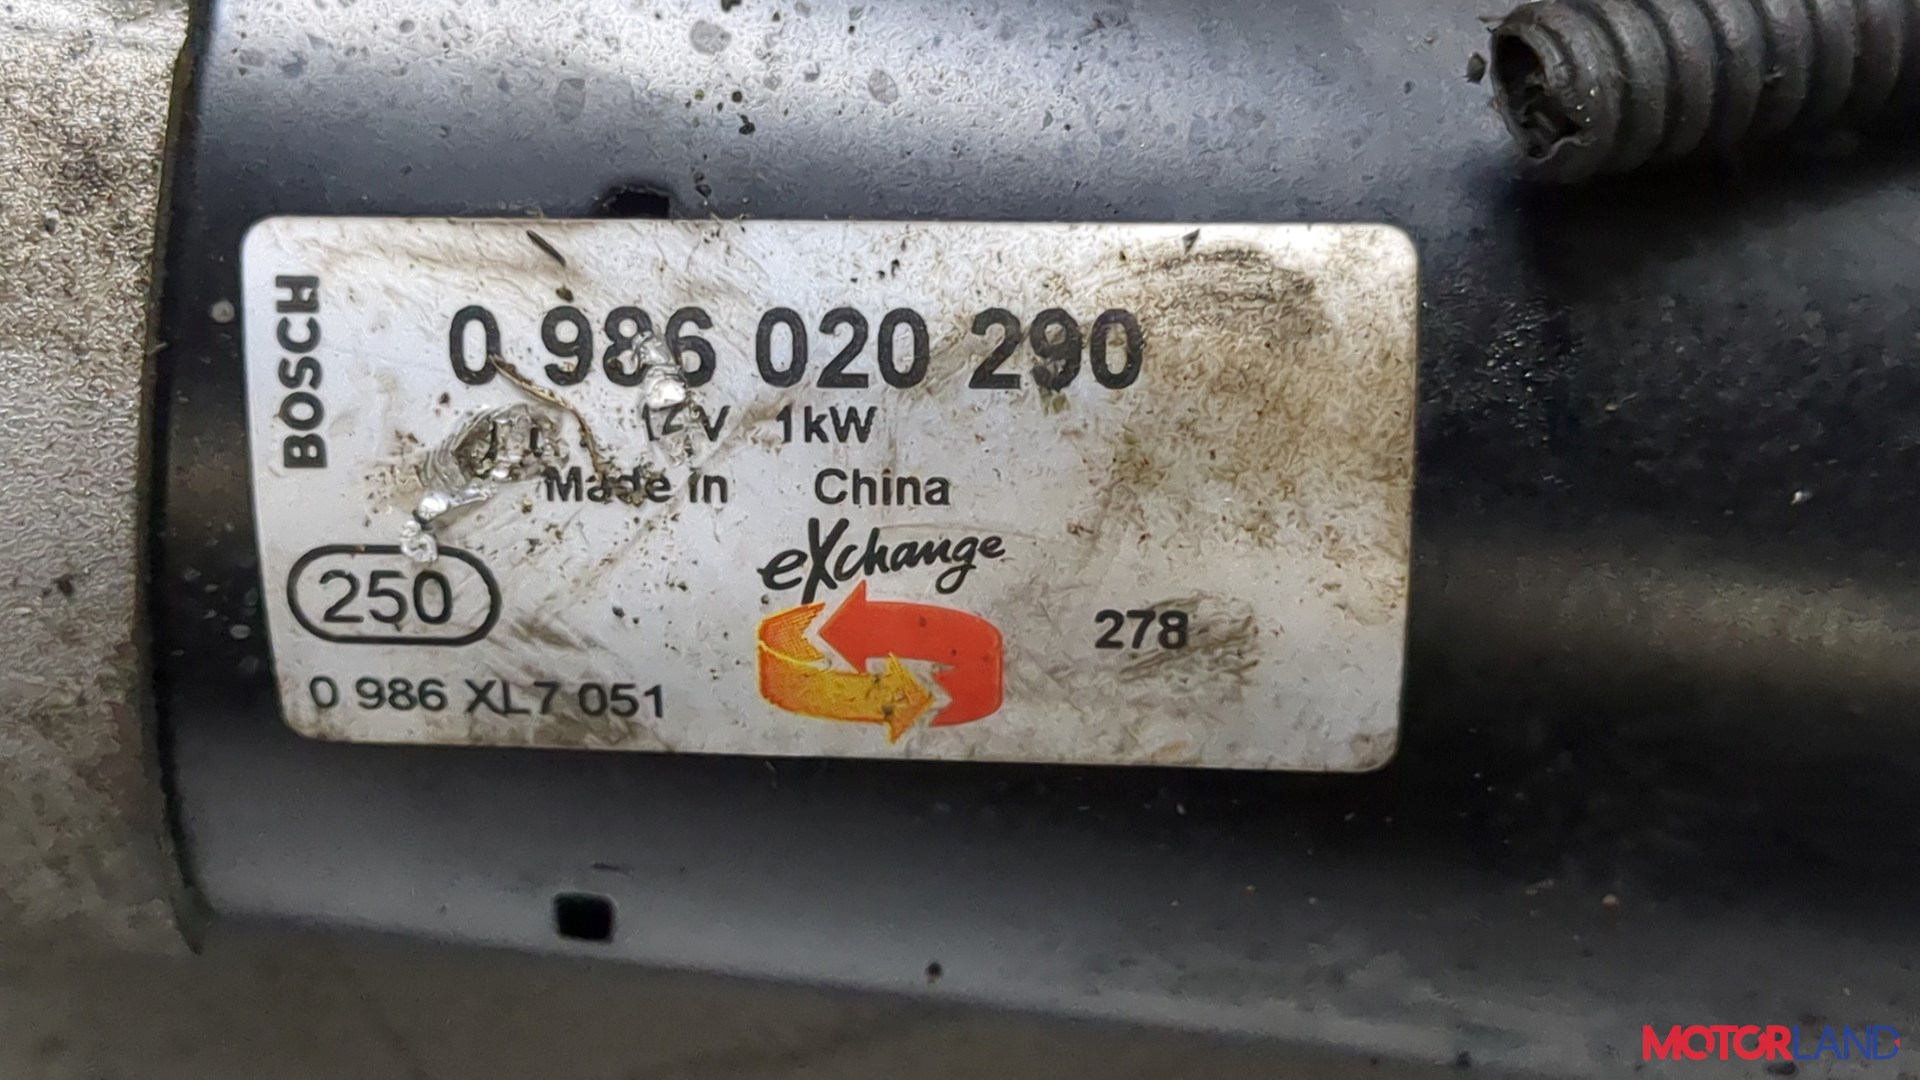 BOSCH
0 986 020 290
12V 1kW
Made in China
eXchange
250
278
0 986 XL7 051
MOTORLAND